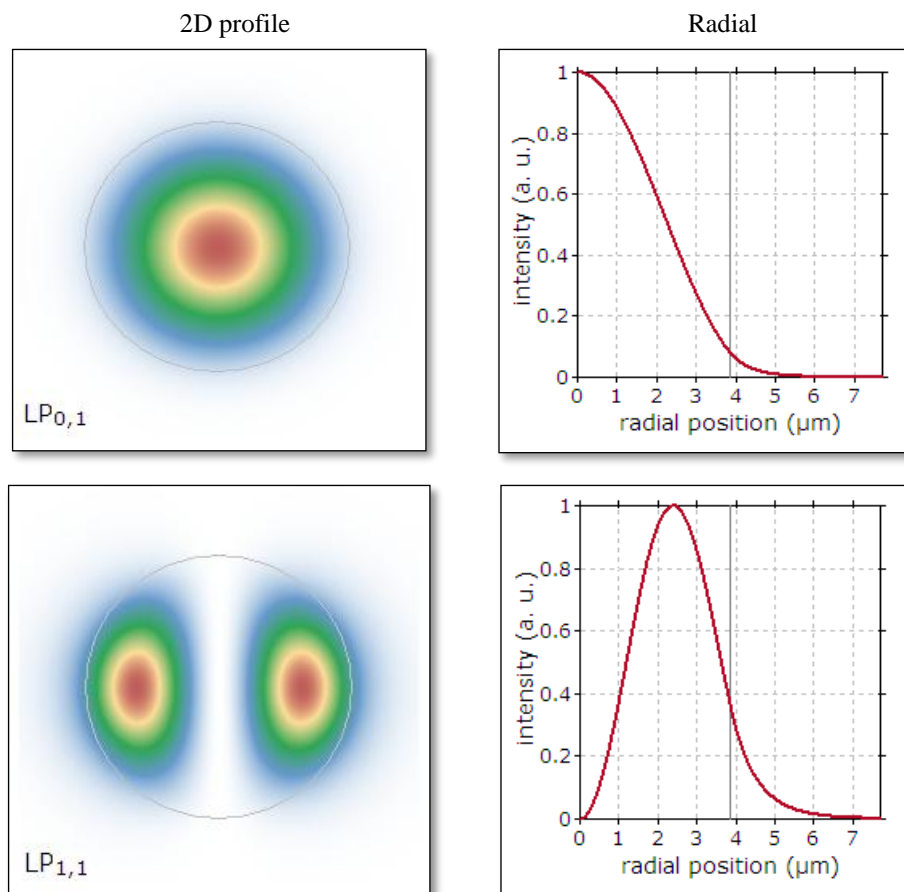 2D profile
Radial
LP0,1
intensity (a. u.)
1
0.8
0.6
0.4
0.2
0
0 1 2 3 4 5 6 7
radial position (µm)
LP1,1
intensity (a. u.)
1
0.8
0.6
0.4
0.2
0
0 1 2 3 4 5 6 7
radial position (µm)